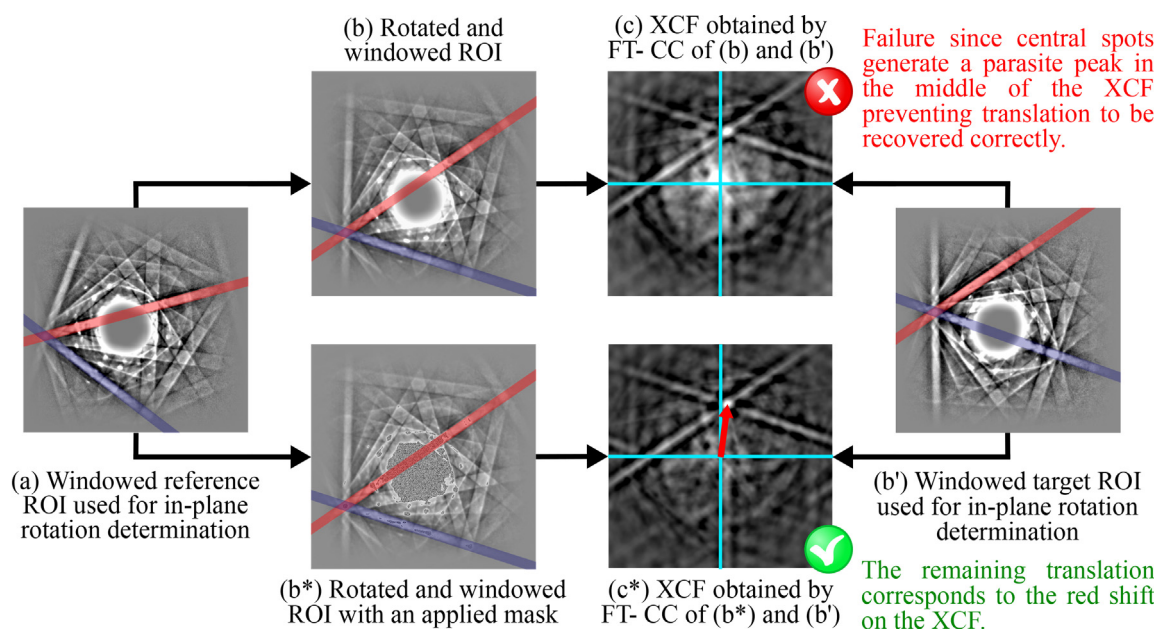 (b) Rotated and
windowed ROI
(c) XCF obtained by
FT- CC of (b) and (b')
Failure since central spots
generate a parasite peak in
the middle of the XCF
preventing translation to be
recovered correctly.
(a) Windowed reference
ROI used for in-plane
rotation determination
(b*) Rotated and windowed
ROI with an applied mask
(c*) XCF obtained by
FT- CC of (b*) and (b')
(b') Windowed target ROI
used for in-plane rotation
determination
The remaining translation
corresponds to the red shift
on the XCF.